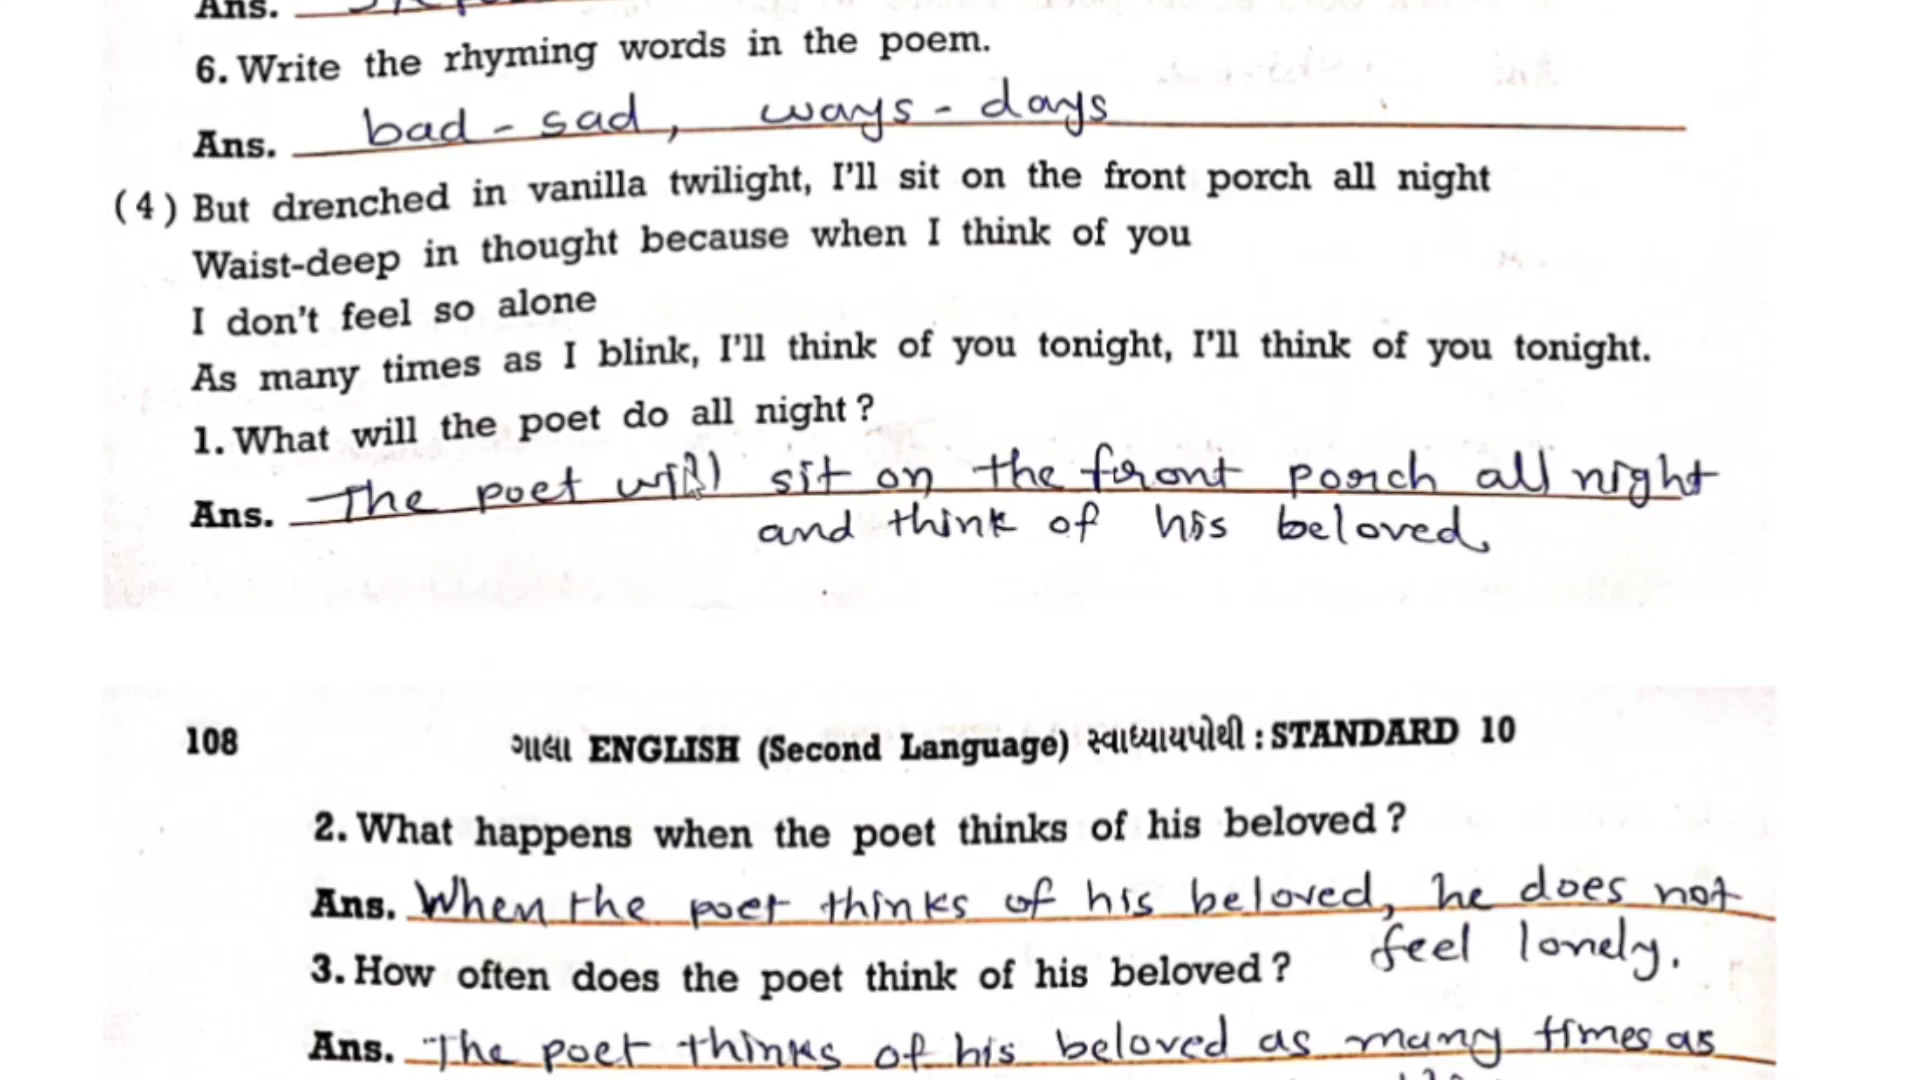 Ans.
6. Write the rhyming words in the poem.
Ans. bad - sad, ways - days
(4) But drenched in vanilla twilight, I'll sit on the front porch all night
Waist-deep in thought because when I think of you
I don't feel so alone
As many times as I blink, I'll think of you tonight, I'll think of you tonight.
1. What will the poet do all night?
Ans. The poet will sit on the front porch all night
and think of his beloved.
108 ગાલા ENGLISH (Second Language) સ્વાધ્યાયપોથી : STANDARD 10
2. What happens when the poet thinks of his beloved?
Ans. When the poet thinks of his beloved, he does not
feel lonely.
3. How often does the poet think of his beloved?
Ans. The poet thinks of his beloved as many times as